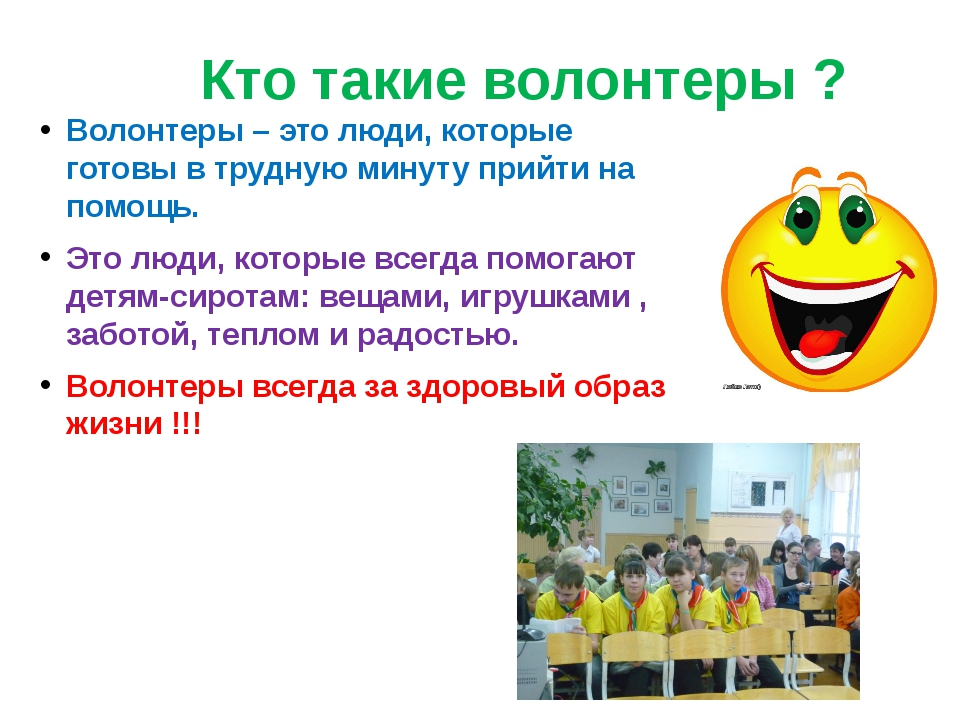 Кто такие волонтеры ?
Волонтеры – это люди, которые
готовы в трудную минуту прийти на
помощь.
Это люди, которые всегда помогают
детям-сиротам: вещами, игрушками ,
заботой, теплом и радостью.
Волонтеры всегда за здоровый образ
жизни !!!